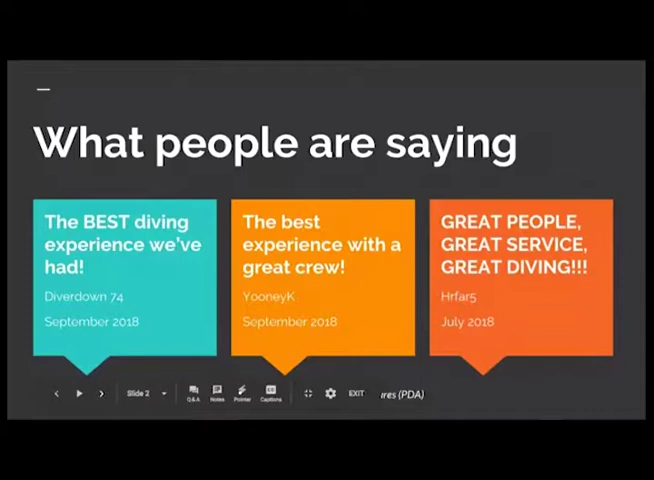 What people are saying
The BEST diving
experience we've
had!
Diverdown 74
September 2018
The best
experience with a
great crew!
YooneyK
September 2018
GREAT PEOPLE,
GREAT SERVICE,
GREAT DIVING!!!
Hrfar5
July 2018
Slide 2
Q&A
Notes
Pointer
Captions
EXIT
ires (PDA)